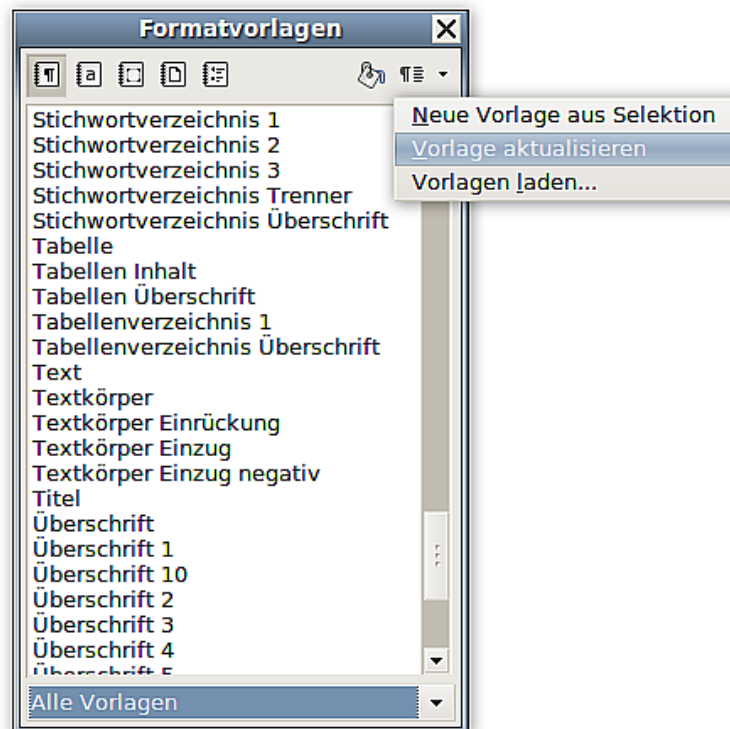 Formatvorlagen
Neue Vorlage aus Selektion
Vorlage aktualisieren
Vorlagen laden...
Stichwortverzeichnis 1
Stichwortverzeichnis 2
Stichwortverzeichnis 3
Stichwortverzeichnis Trenner
Stichwortverzeichnis Überschrift
Tabelle
Tabellen Inhalt
Tabellen Überschrift
Tabellenverzeichnis 1
Tabellenverzeichnis Überschrift
Text
Textkörper
Textkörper Einrückung
Textkörper Einzug
Textkörper Einzug negativ
Titel
Überschrift
Überschrift 1
Überschrift 10
Überschrift 2
Überschrift 3
Überschrift 4
Überschrift 5
Alle Vorlagen